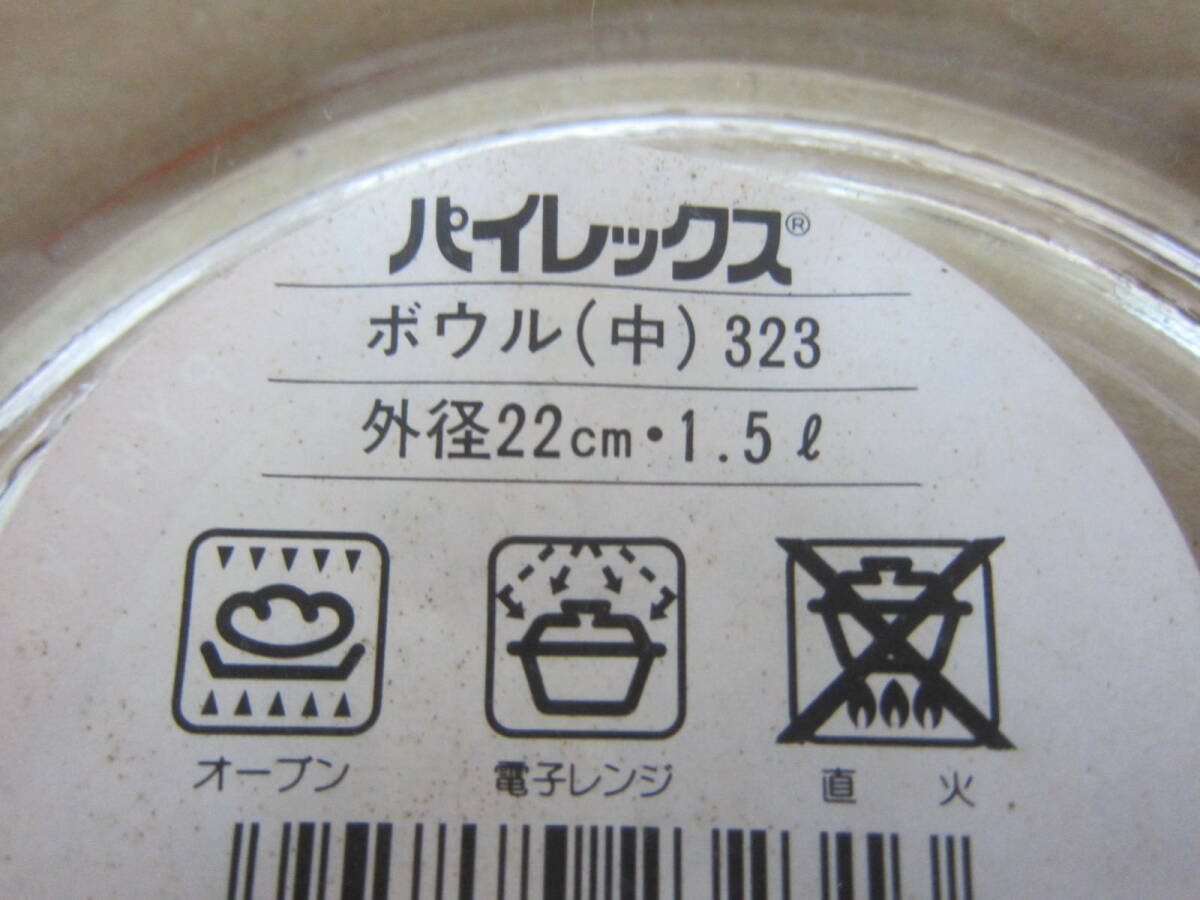 パイレックス®
ボウル(中) 323
外径22cm・1.5ℓ
オーブン 電子レンジ 直火